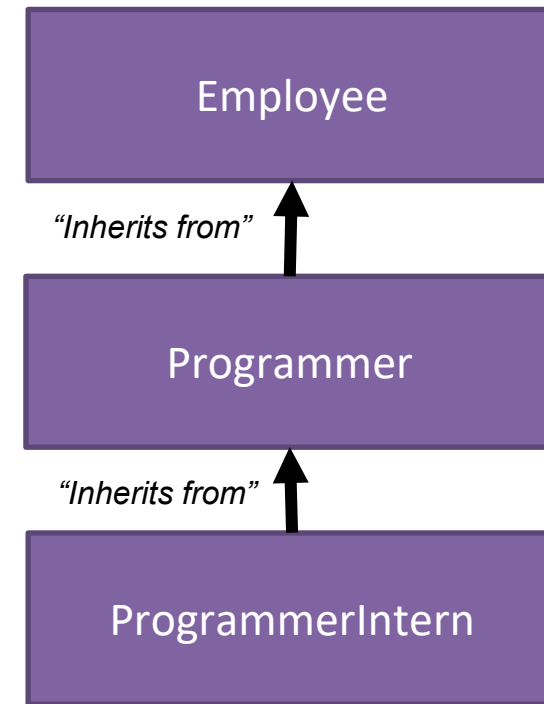 Employee
“Inherits from”
Programmer
“Inherits from”
ProgrammerIntern